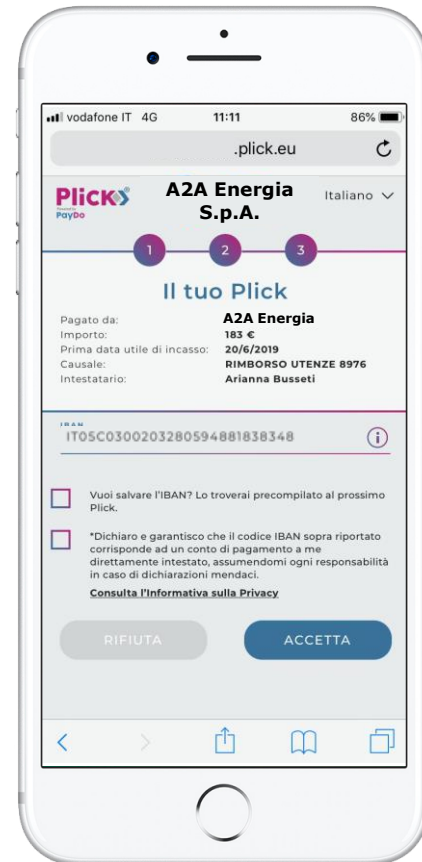 vodafone IT 4G 11:11 86%
.plick.eu
Plick
Powered by
PayDo
A2A Energia
S.p.A.
Italiano
1 2 3
Il tuo Plick
Pagato da: A2A Energia
Importo: 183 €
Prima data utile di incasso: 20/6/2019
Causale: RIMBORSO UTENZE 8976
Intestatario: Arianna Busseti
IBAN
IT05C0300203280594881838348
Vuoi salvare l'IBAN? Lo troverai precompilato al prossimo
Plick.
*Dichiaro e garantisco che il codice IBAN sopra riportato
corrisponde ad un conto di pagamento a me
direttamente intestato, assumendomi ogni responsabilità
in caso di dichiarazioni mendaci.
Consulta l'Informativa sulla Privacy
RIFIUTA ACCETTA